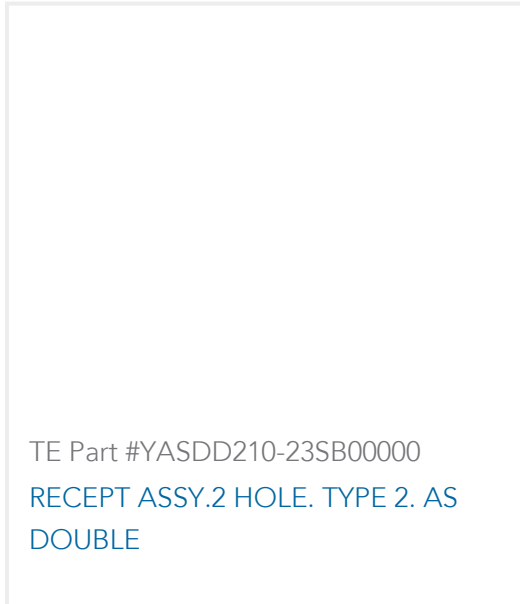 TE Part #YASDD210-23SB00000
RECEPT ASSY.2 HOLE. TYPE 2. AS
DOUBLE